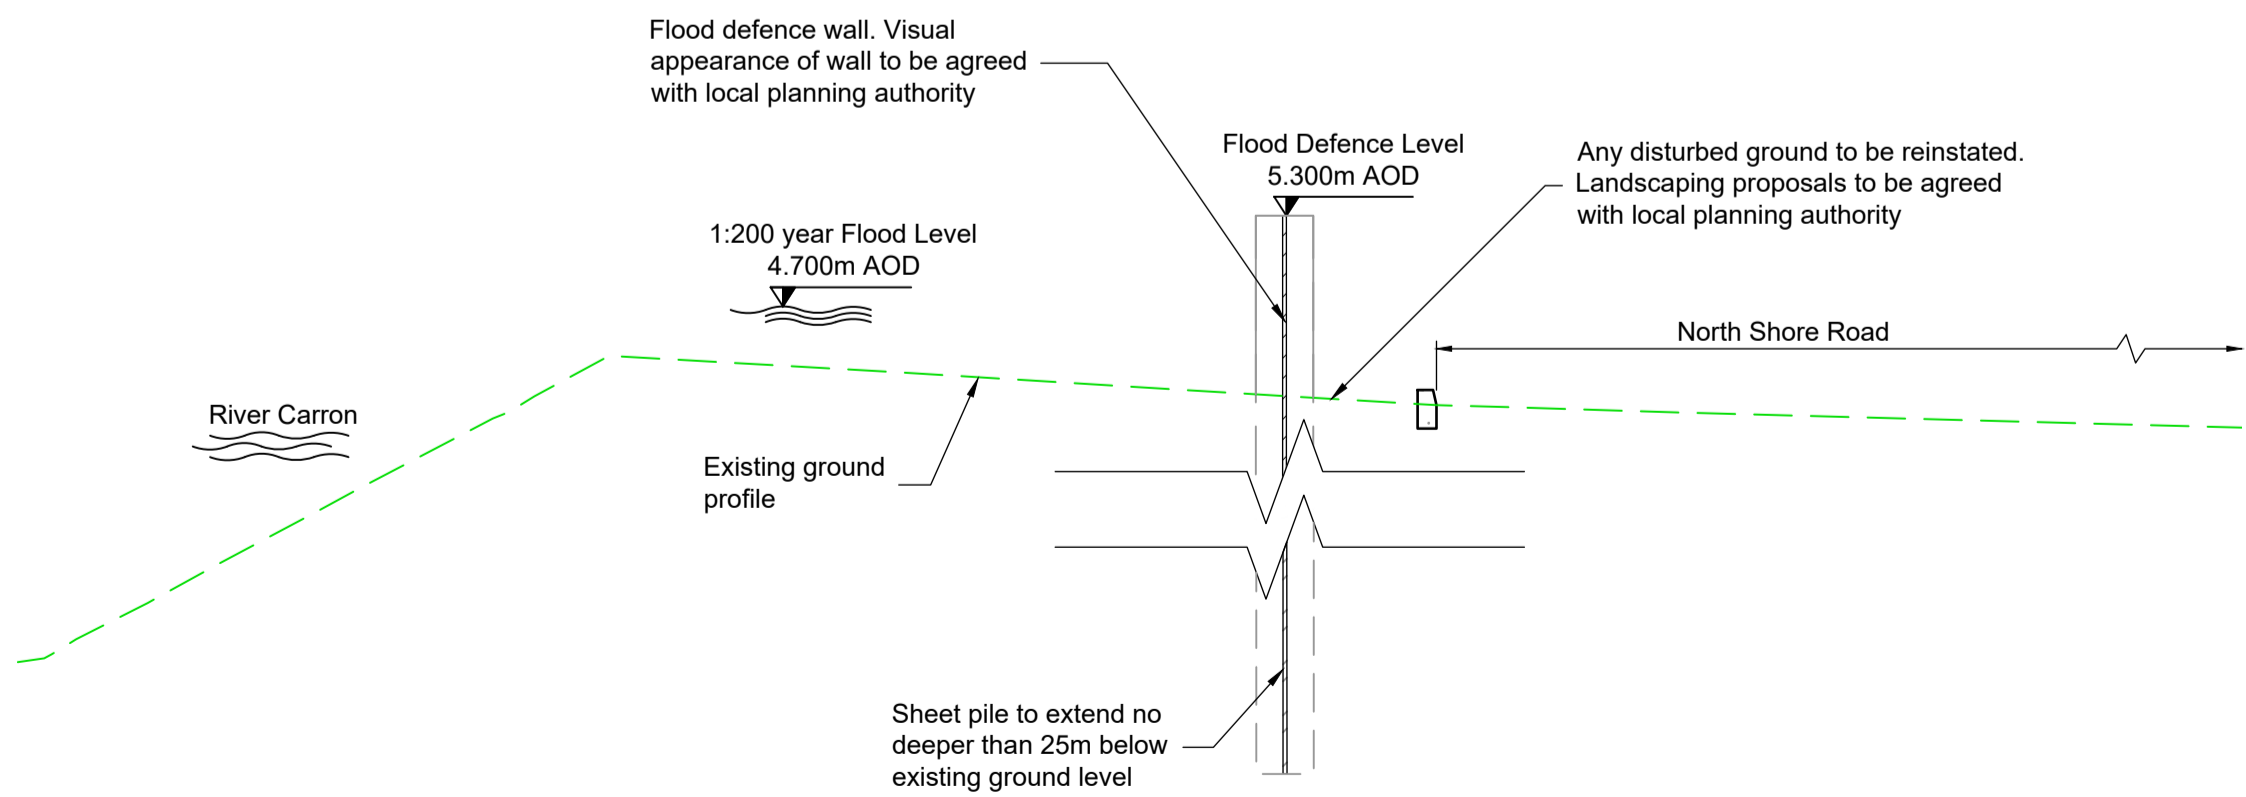 Flood defence wall. Visual
appearance of wall to be agreed
with local planning authority
Flood Defence Level
5.300m AOD
Any disturbed ground to be reinstated.
Landscaping proposals to be agreed
with local planning authority
1:200 year Flood Level
4.700m AOD
North Shore Road
River Carron
Existing ground
profile
Sheet pile to extend no
deeper than 25m below
existing ground level